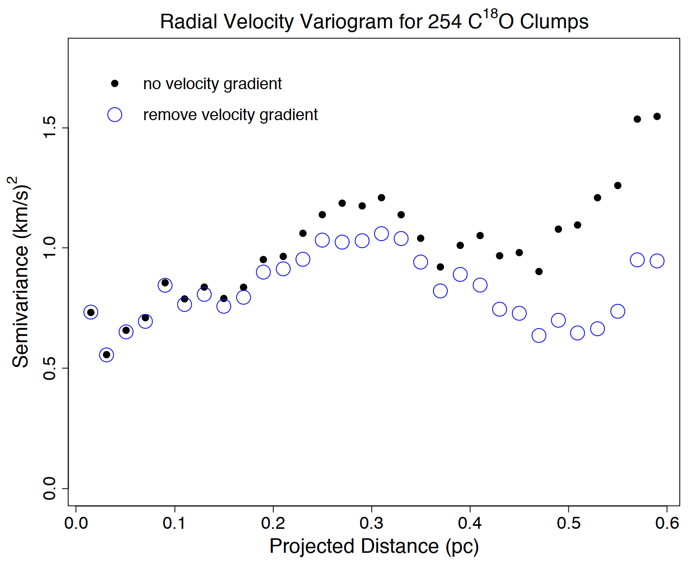 Radial Velocity Variogram for 254 C¹⁸O Clumps
no velocity gradient
remove velocity gradient
Semivariance (km/s)²
1.5
1.0
0.5
0.0
0.0 0.1 0.2 0.3 0.4 0.5 0.6
Projected Distance (pc)